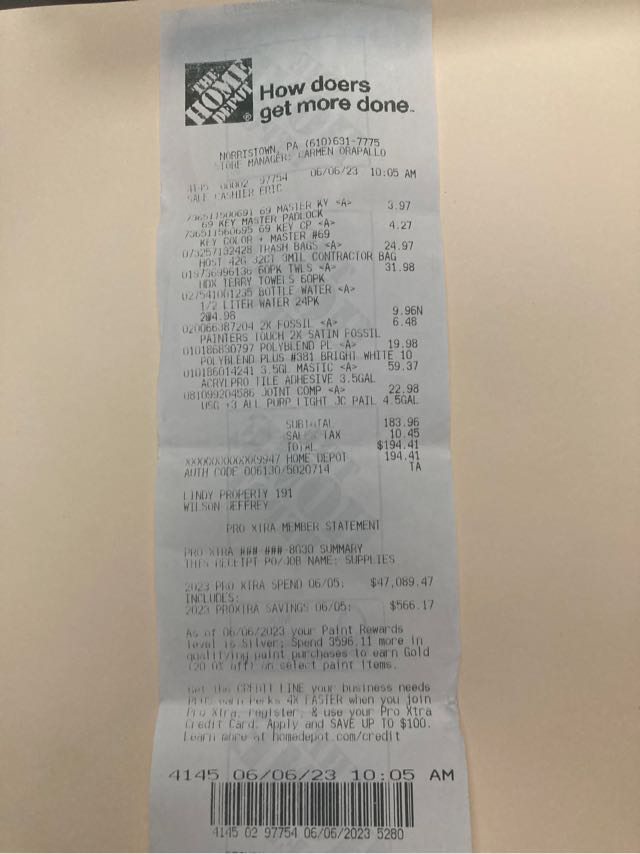 THE
HOME
DEPOT
How doers
get more done.
NORRISTOWN, PA (610)631-7775
STORE MANAGER: CARMEN ORAPALLO
4145 00002 97754 06/06/23 10:05 AM
SALE CASHIER ERIC
736511500691 69 MASTER KY <A> 3.97
69 KEY MASTER PADLOCK
736511560695 69 KEY CP <A> 4.27
KEY COLOR + MASTER #69
073257132428 TRASH BAGS <A> 24.97
HOST 42G 32CT 3MIL CONTRACTOR BAG
019736996136 60PK TWLS <A> 31.98
HDX TERRY TOWELS 60PK
027541001235 BOTTLE WATER <A>
1/2 LITER WATER 24PK
2@4.98 9.96N
020066387204 2X FOSSIL <A> 6.48
PAINTERS TOUCH 2X SATIN FOSSIL
010186830797 POLYBLEND PL <A> 19.98
POLYBLEND PLUS #381 BRIGHT WHITE 10
010186014241 3.5GL MASTIC <A> 59.37
ACRYLPRO TILE ADHESIVE 3.5GAL
081099204586 JOINT COMP <A> 22.98
USG +3 ALL PURP LIGHT JC PAIL 4.5GAL
SUBTOTAL 183.96
SALES TAX 10.45
TOTAL $194.41
XXXXXXXXXXXX9947 HOME DEPOT 194.41
AUTH CODE 006130/5020714 TA
LINDY PROPERTY 191
WILSON JEFFREY
PRO XTRA MEMBER STATEMENT
PRO XTRA ###-###-8030 SUMMARY
THIS RECEIPT PO/JOB NAME: SUPPLIES
2023 PRO XTRA SPEND 06/05: $47,089.47
INCLUDES:
2023 PROXTRA SAVINGS 06/05: $566.17
As of 06/06/2023 your Paint Rewards
level is Silver; Spend 3596.11 more in
qualifying paint purchases to earn Gold
(20.0% off) on select paint items.
Get the CREDIT LINE your business needs
PLUS earn Perks 4X FASTER when you join
Pro Xtra, register, & use your Pro Xtra
Credit Card. Apply and SAVE UP TO $100.
Learn more at homedepot.com/credit
4145 06/06/23 10:05 AM
4145 02 97754 06/06/2023 5280